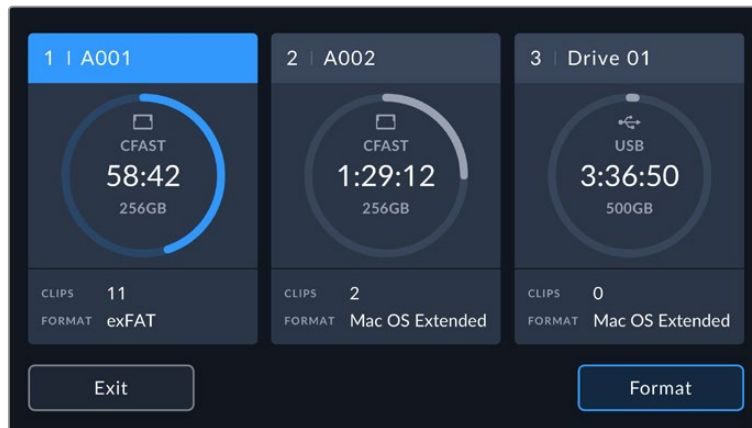 1 | A001
CFAST
58:42
256GB
CLIPS 11
FORMAT exFAT
2 | A002
CFAST
1:29:12
256GB
CLIPS 2
FORMAT Mac OS Extended
3 | Drive 01
USB
3:36:50
500GB
CLIPS 0
FORMAT Mac OS Extended
Exit
Format